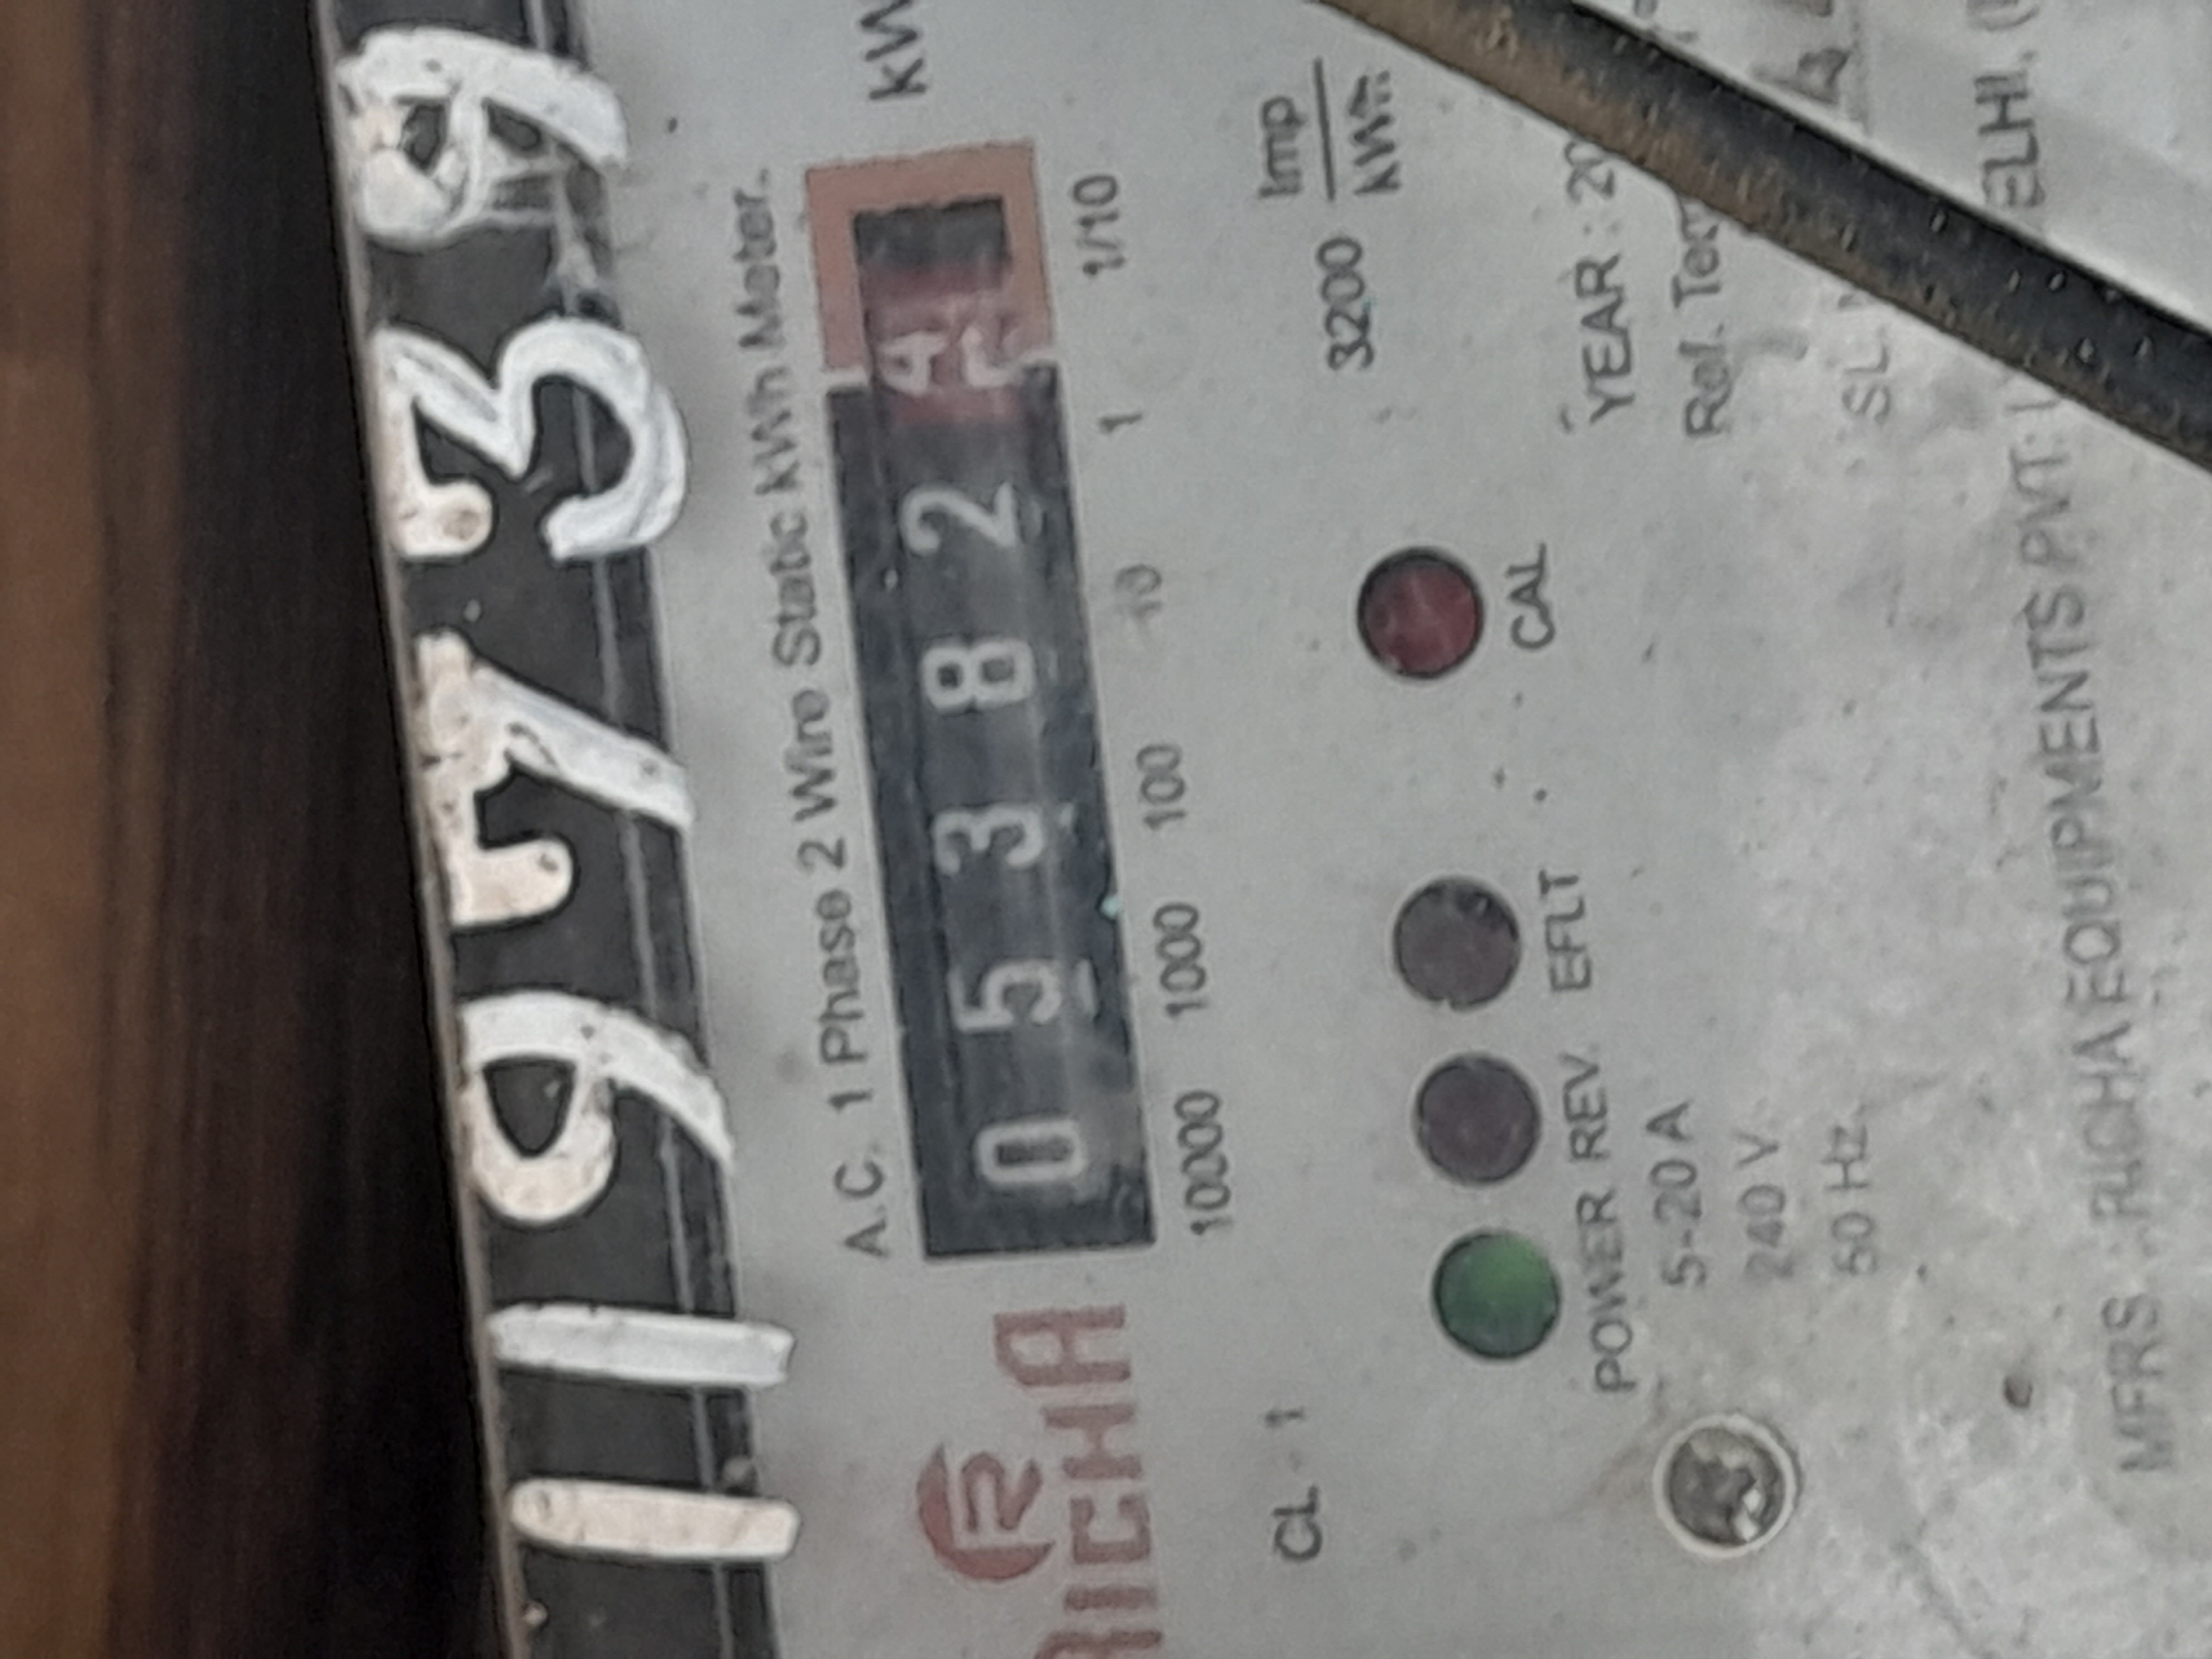 119739
A.C. 1 Phase 2 Wire Static kWh Meter.
0 5 3 8 2
kW
10000 1000 100 10 1 1/10
RICHA
CL 1
3200 Imp
kWh
POWER REV. EFLT CAL
5-20 A
240 V.
50 Hz.
YEAR : 20
Ref. Tem
SL.
MFRS : RICHA EQUIPMENTS PVT.
ELHI.